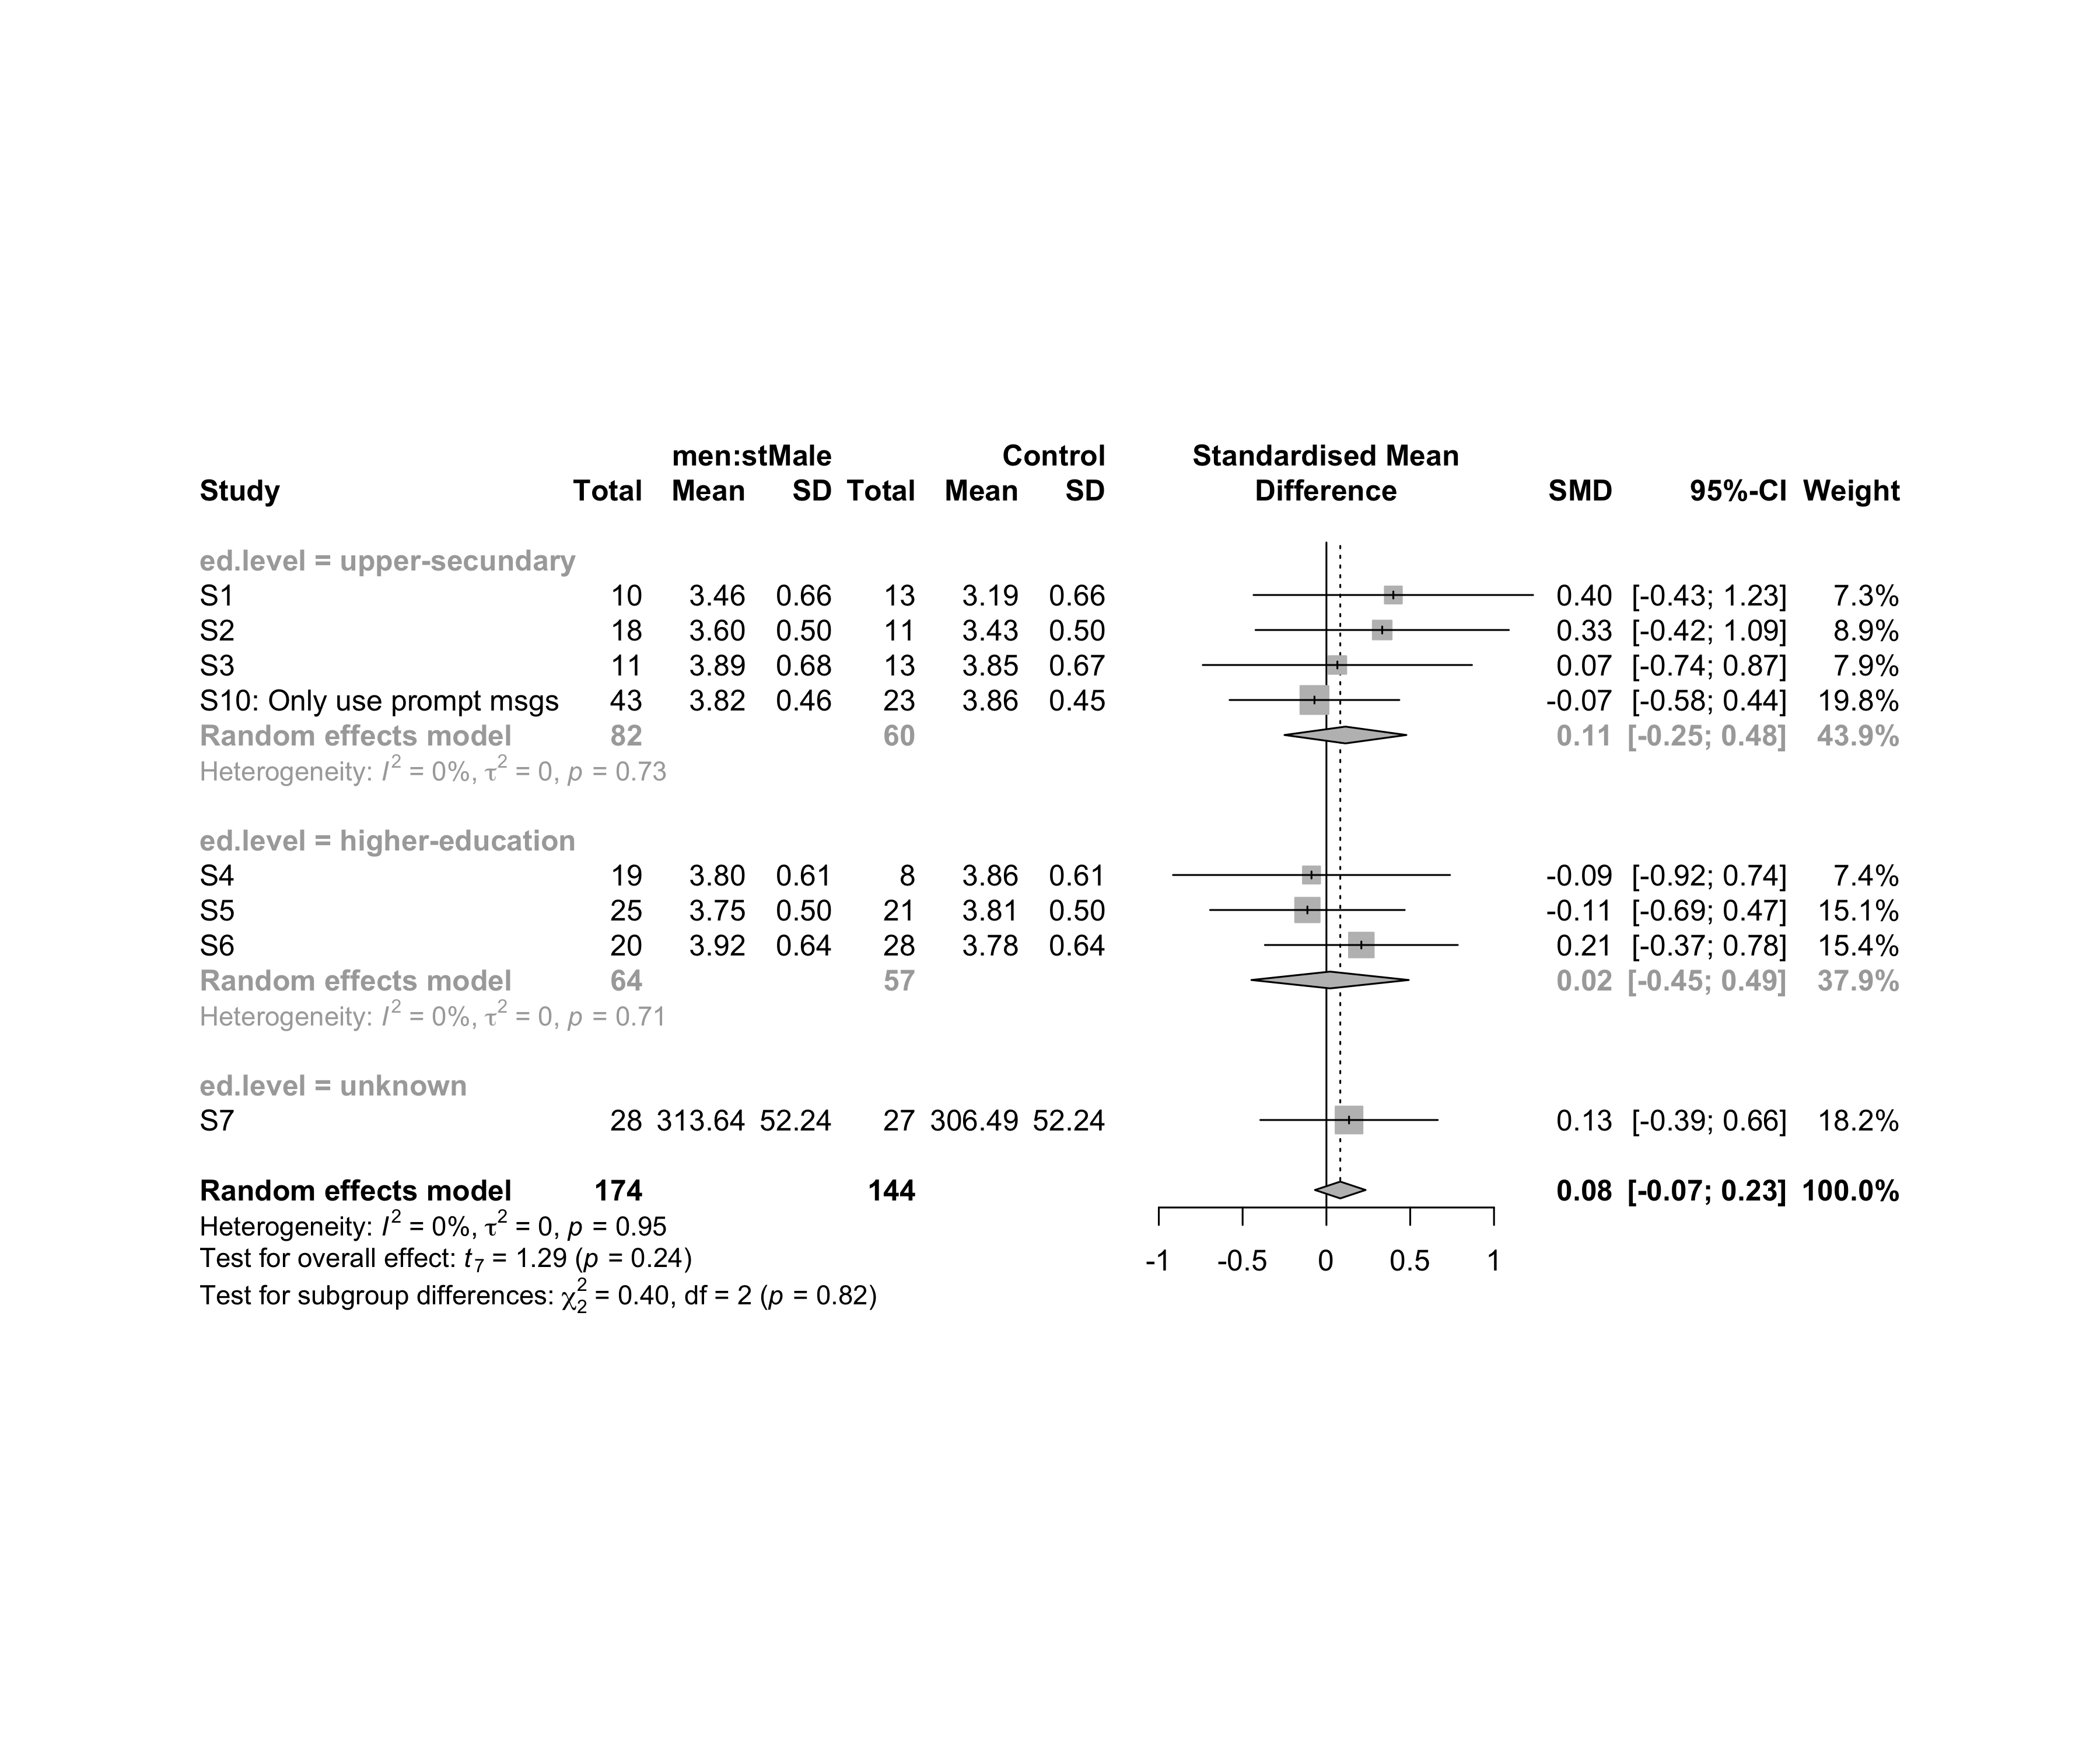 men:stMale Control Standardised Mean
Study Total Mean SD Total Mean SD Difference SMD 95%-CI Weight
ed.level = upper-secundary
S1 10 3.46 0.66 13 3.19 0.66 0.40 [-0.43; 1.23] 7.3%
S2 18 3.60 0.50 11 3.43 0.50 0.33 [-0.42; 1.09] 8.9%
S3 11 3.89 0.68 13 3.85 0.67 0.07 [-0.74; 0.87] 7.9%
S10: Only use prompt msgs 43 3.82 0.46 23 3.86 0.45 -0.07 [-0.58; 0.44] 19.8%
Random effects model 82 60 0.11 [-0.25; 0.48] 43.9%
Heterogeneity: I² = 0%, τ² = 0, p = 0.73
ed.level = higher-education
S4 19 3.80 0.61 8 3.86 0.61 -0.09 [-0.92; 0.74] 7.4%
S5 25 3.75 0.50 21 3.81 0.50 -0.11 [-0.69; 0.47] 15.1%
S6 20 3.92 0.64 28 3.78 0.64 0.21 [-0.37; 0.78] 15.4%
Random effects model 64 57 0.02 [-0.45; 0.49] 37.9%
Heterogeneity: I² = 0%, τ² = 0, p = 0.71
ed.level = unknown
S7 28 313.64 52.24 27 306.49 52.24 0.13 [-0.39; 0.66] 18.2%
Random effects model 174 144 0.08 [-0.07; 0.23] 100.0%
Heterogeneity: I² = 0%, τ² = 0, p = 0.95
Test for overall effect: t₇ = 1.29 (p = 0.24)
-1 -0.5 0 0.5 1
Test for subgroup differences: χ²₂ = 0.40, df = 2 (p = 0.82)